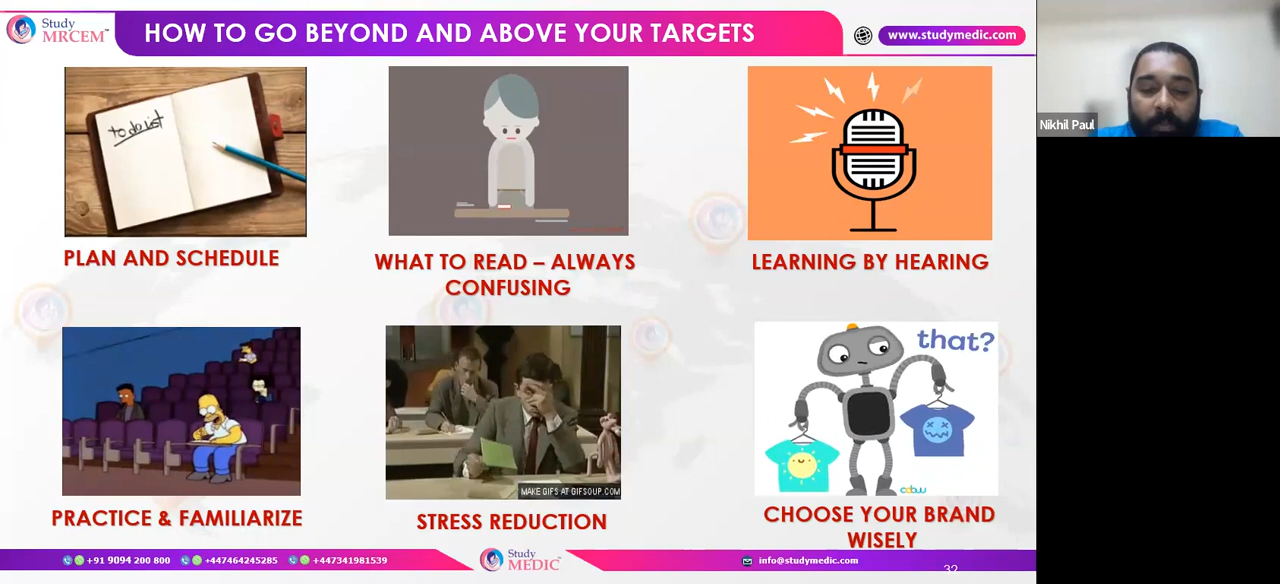 Study
MRCEM™
HOW TO GO BEYOND AND ABOVE YOUR TARGETS
www.studymedic.com
Nikhil Paul
to do list
PLAN AND SCHEDULE
WHAT TO READ – ALWAYS
CONFUSING
LEARNING BY HEARING
that?
MAKE GIFS AT GIFSOUP.COM
PRACTICE & FAMILIARIZE
STRESS REDUCTION
CHOOSE YOUR BRAND
WISELY
+91 9094 200 800
+447464245285
+447341981539
Study
MEDIC™
info@studymedic.com
32